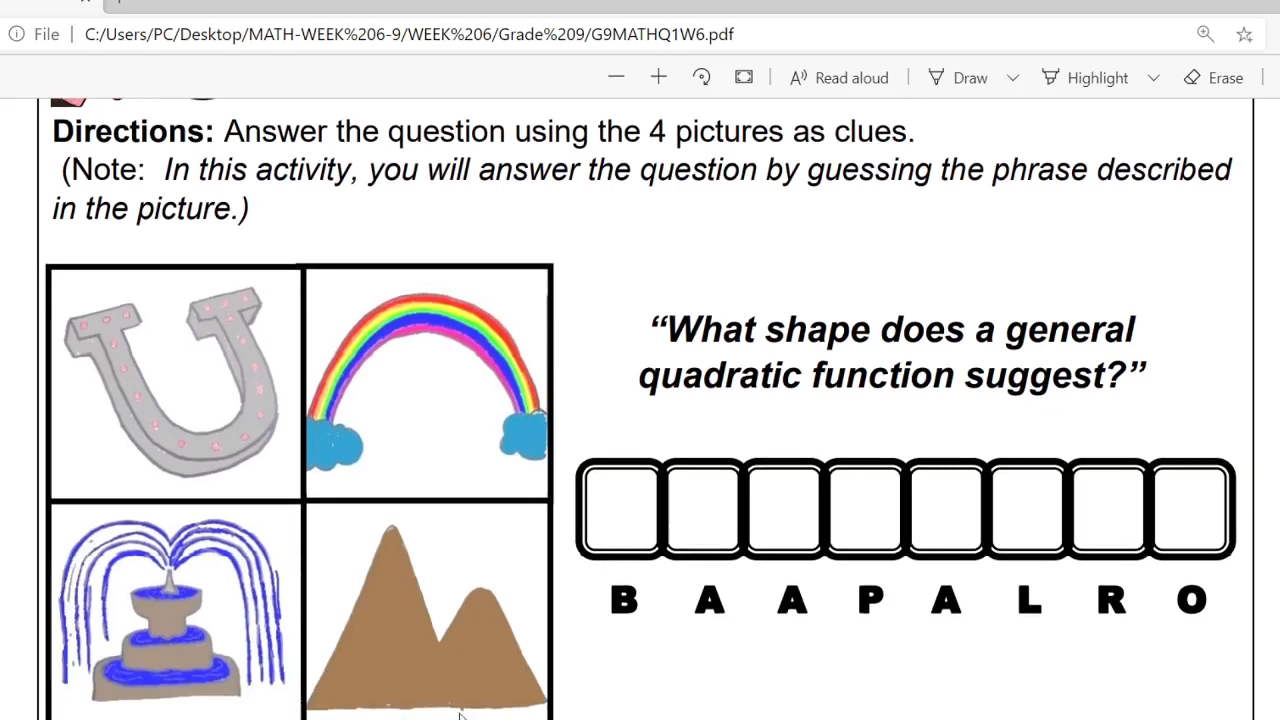 File | C:/Users/PC/Desktop/MATH-WEEK%206-9/WEEK%206/Grade%209/G9MATHQ1W6.pdf
Read aloud | Draw Highlight Erase
Directions: Answer the question using the 4 pictures as clues.
(Note: In this activity, you will answer the question by guessing the phrase described
in the picture.)
“What shape does a general
quadratic function suggest?”
B A A P A L R O